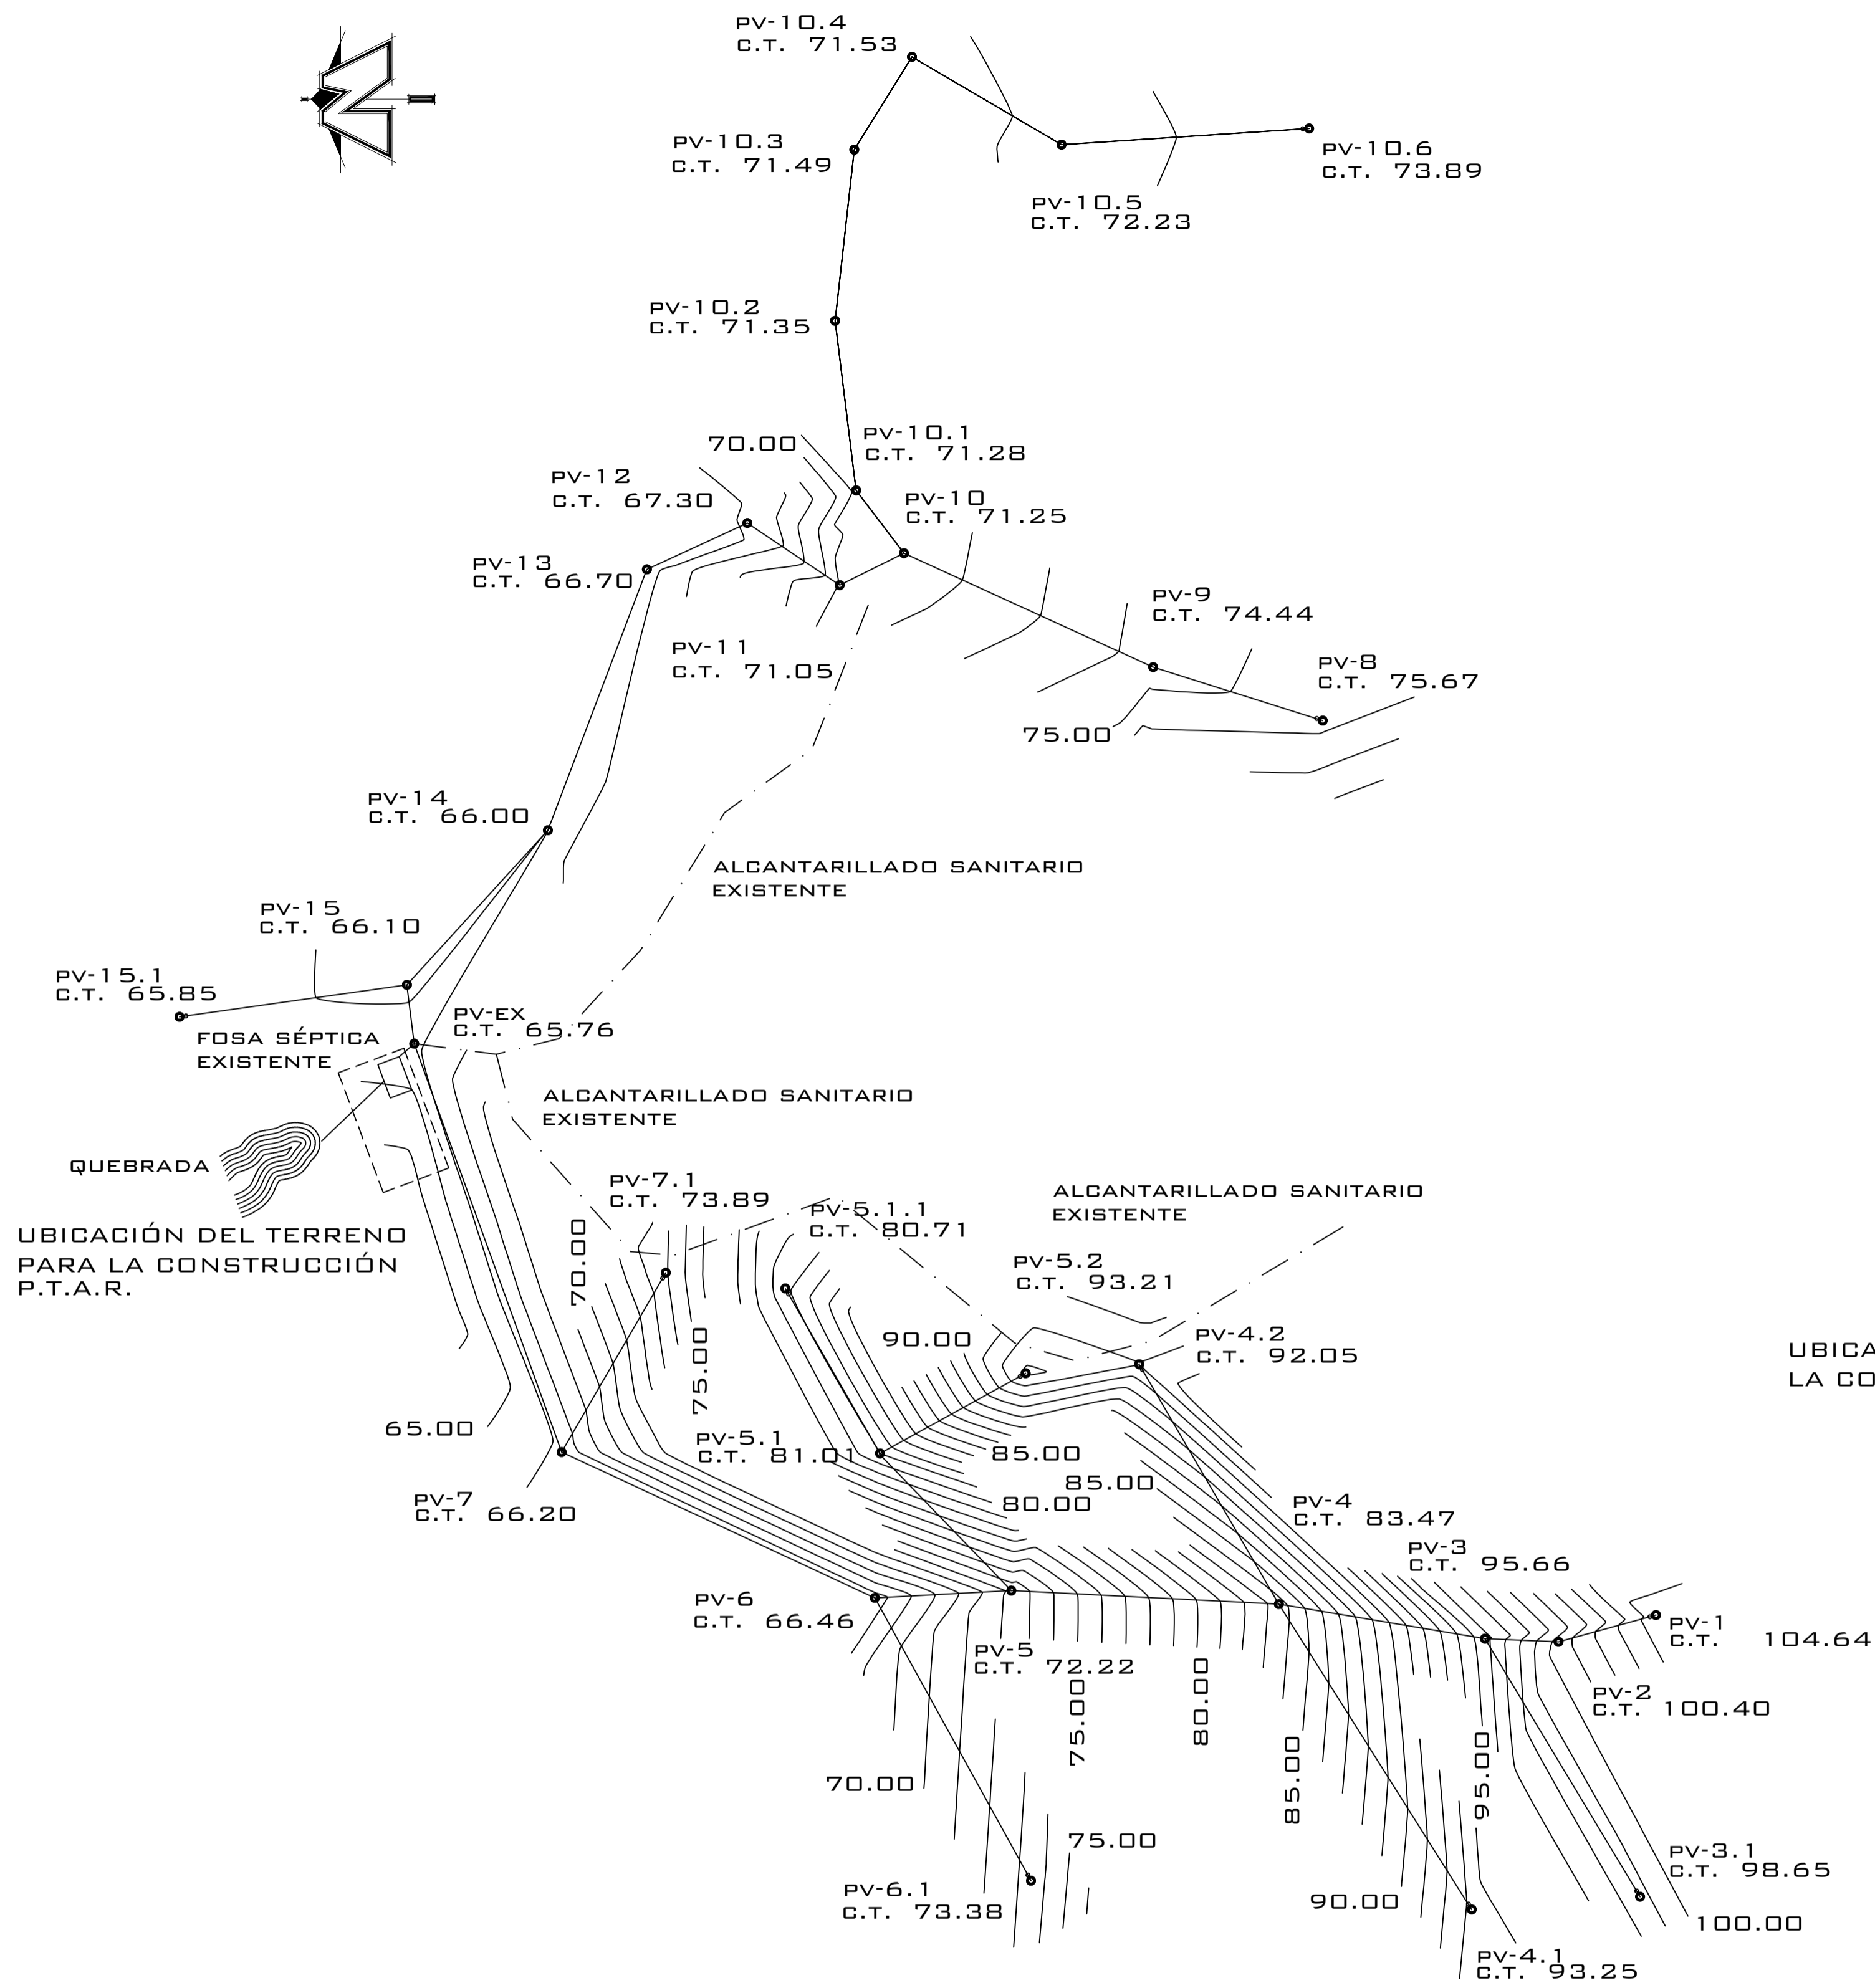 PV-10.4
C.T. 71.53
PV-10.3
C.T. 71.49
PV-10.6
C.T. 73.89
PV-10.5
C.T. 72.23
PV-10.2
C.T. 71.35
70.00
PV-10.1
C.T. 71.28
PV-12
C.T. 67.30
PV-10
C.T. 71.25
PV-13
C.T. 66.70
PV-9
C.T. 74.44
PV-11
C.T. 71.05
PV-8
C.T. 75.67
75.00
PV-14
C.T. 66.00
ALCANTARILLADO SANITARIO
EXISTENTE
PV-15
C.T. 66.10
PV-15.1
C.T. 65.85
PV-EX
C.T. 65.76
FOSA SÉPTICA
EXISTENTE
ALCANTARILLADO SANITARIO
EXISTENTE
QUEBRADA
UBICACIÓN DEL TERRENO
PARA LA CONSTRUCCIÓN
P.T.A.R.
PV-7.1
C.T. 73.89
PV-5.1.1
C.T. 80.71
ALCANTARILLADO SANITARIO
EXISTENTE
70.00
PV-5.2
C.T. 93.21
75.00
90.00
PV-4.2
C.T. 92.05
UBICA
LA CO
65.00
PV-5.1
C.T. 81.01
85.00
85.00
80.00
PV-7
C.T. 66.20
PV-4
C.T. 83.47
PV-3
C.T. 95.66
PV-6
C.T. 66.46
PV-5
C.T. 72.22
PV-1
C.T. 104.64
PV-2
C.T. 100.40
75.00
80.00
85.00
95.00
70.00
75.00
PV-6.1
C.T. 73.38
PV-3.1
C.T. 98.65
90.00
100.00
PV-4.1
C.T. 93.25